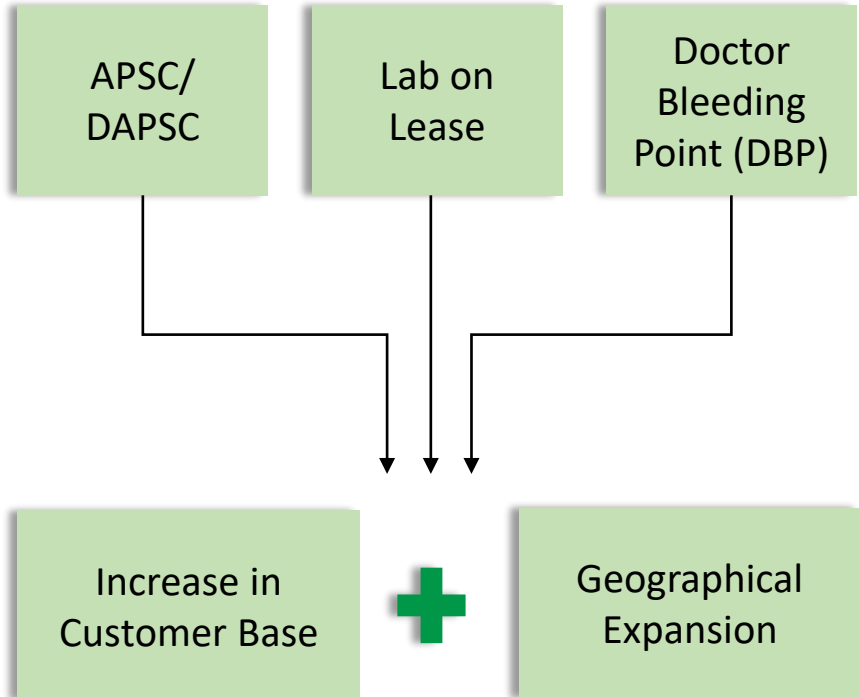 APSC/
DAPSC
Lab on
Lease
Doctor
Bleeding
Point (DBP)
Increase in
Customer Base
Geographical
Expansion